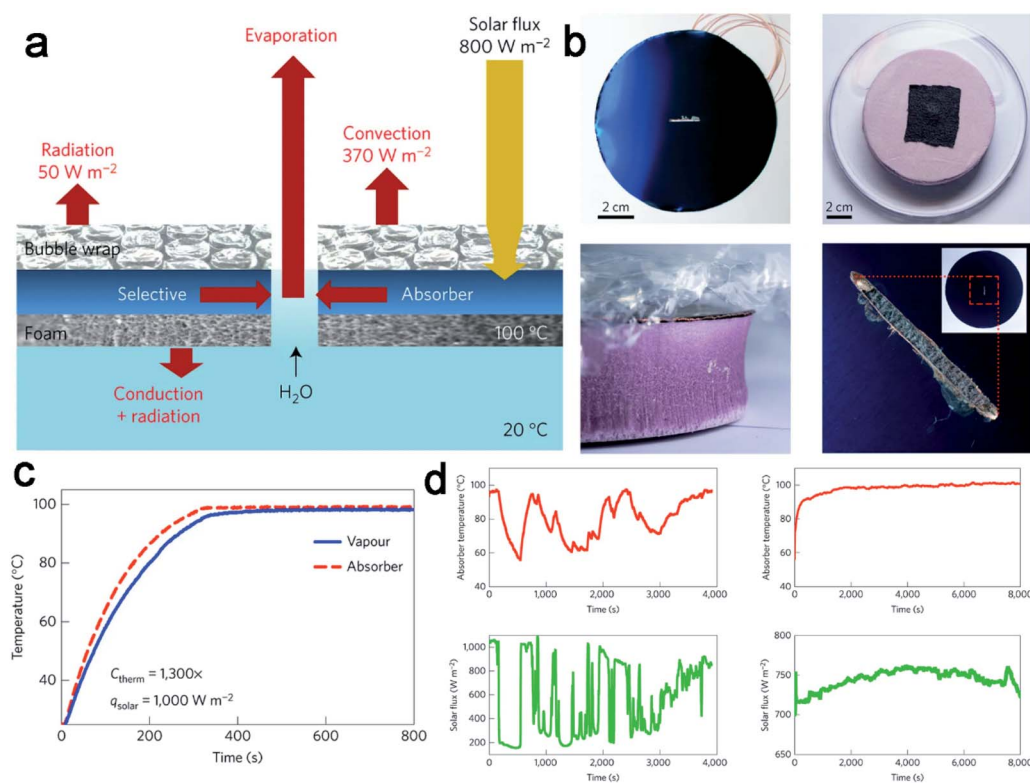 a
Evaporation
Solar flux
800 W m⁻²
Radiation
50 W m⁻²
Convection
370 W m⁻²
Bubble wrap
Selective
Absorber
Foam
100 °C
Conduction
+ radiation
H₂O
20 °C
b
2 cm
2 cm
c
Temperature (°C)
100
80
60
40
0
200
400
600
800
Time (s)
Vapour
Absorber
C_therm = 1,300×
q_solar = 1,000 W m⁻²
d
Absorber temperature (°C)
100
80
60
40
0
1,000
2,000
3,000
4,000
Time (s)
Absorber temperature (°C)
100
80
60
40
0
2,000
4,000
6,000
8,000
Time (s)
Solar flux (W m⁻²)
1,000
800
600
400
200
0
1,000
2,000
3,000
4,000
Time (s)
Solar flux (W m⁻²)
800
750
700
650
0
2,000
4,000
6,000
8,000
Time (s)